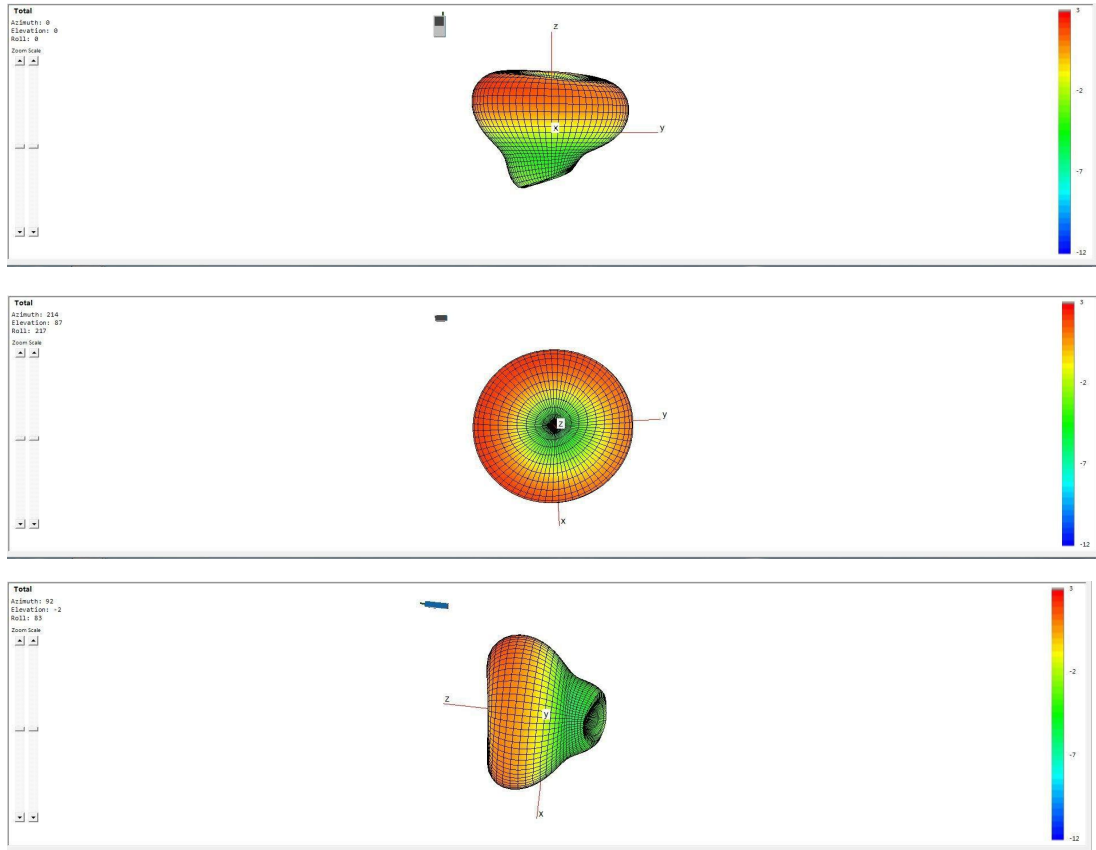 Total
Azimuth: 0
Elevation: 0
Roll: 0
Zoom Scale
z
x
y
3
-2
-7
-12
Total
Azimuth: 214
Elevation: 87
Roll: 217
Zoom Scale
y
z
x
3
-2
-7
-12
Total
Azimuth: 92
Elevation: -2
Roll: 83
Zoom Scale
z
y
x
3
-2
-7
-12